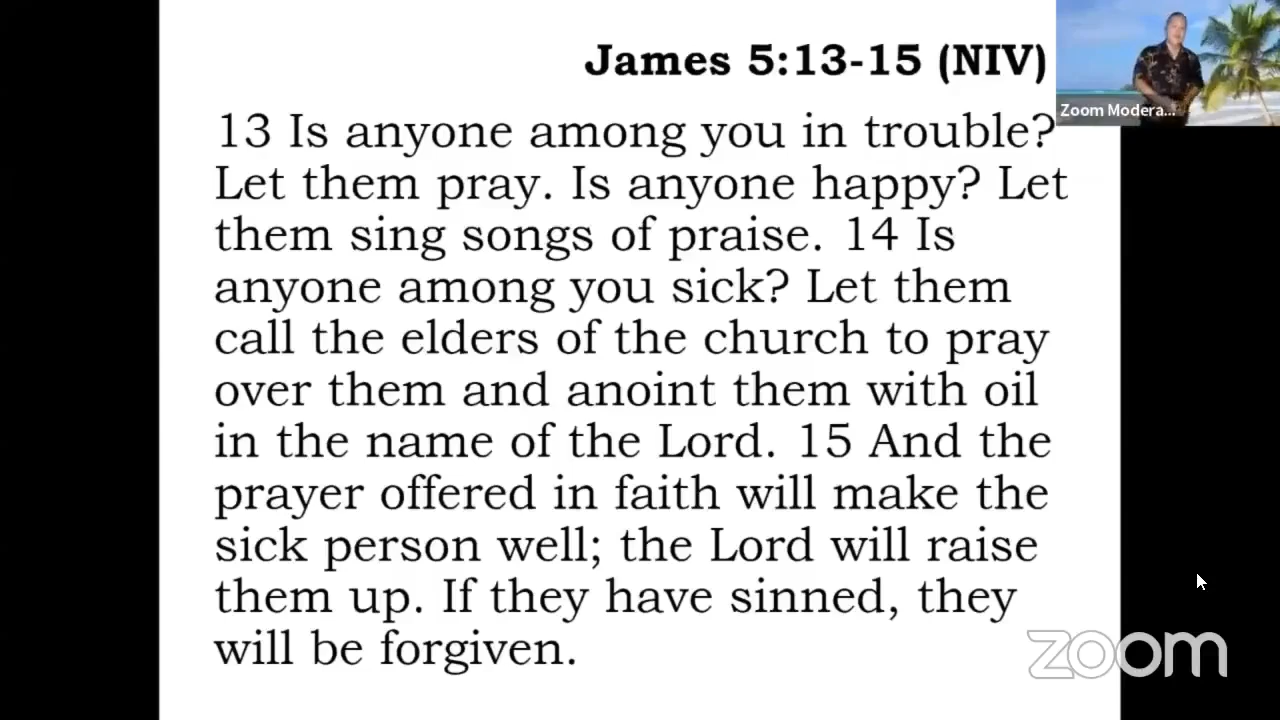 James 5:13-15 (NIV)
Zoom Modera...
13 Is anyone among you in trouble?
Let them pray. Is anyone happy? Let
them sing songs of praise. 14 Is
anyone among you sick? Let them
call the elders of the church to pray
over them and anoint them with oil
in the name of the Lord. 15 And the
prayer offered in faith will make the
sick person well; the Lord will raise
them up. If they have sinned, they
will be forgiven.
zoom